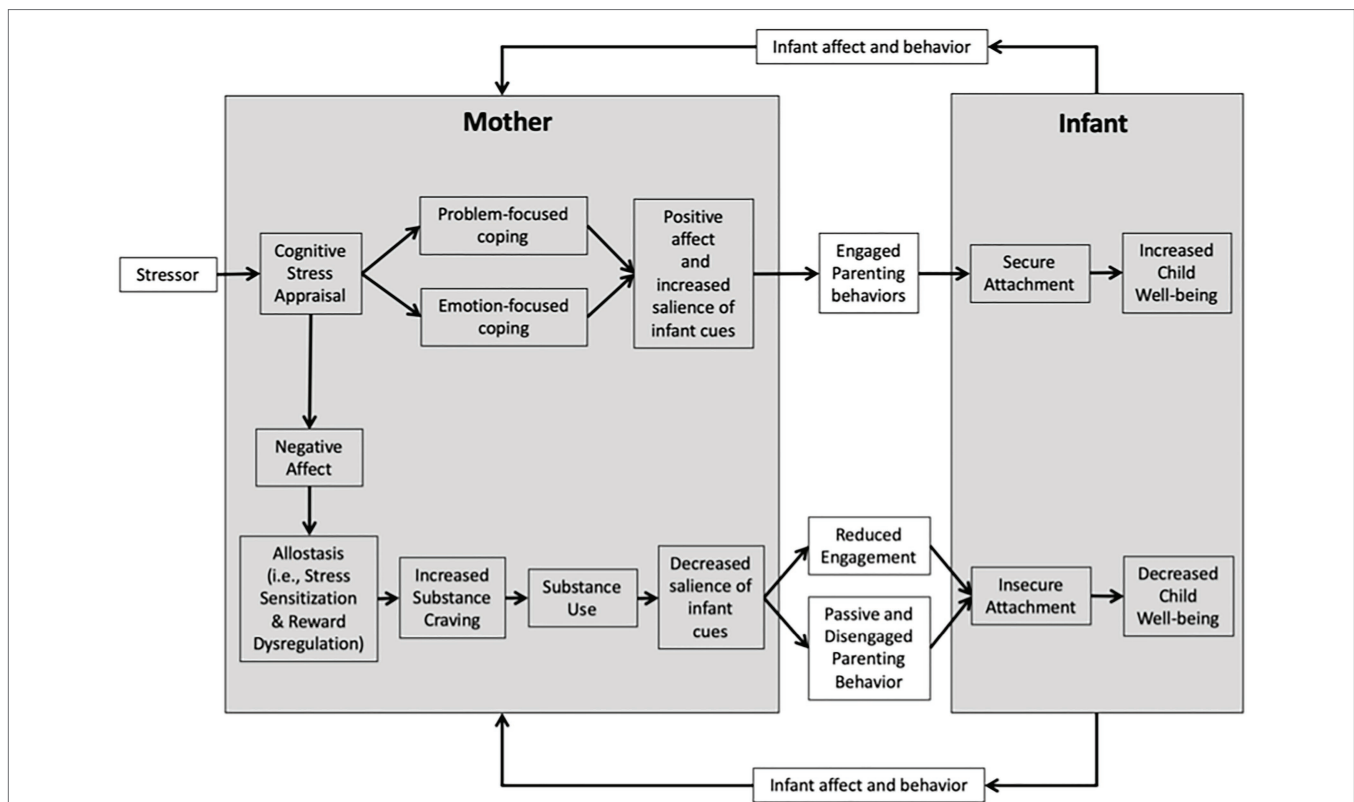 Infant affect and behavior
Mother
Infant
Stressor
Cognitive
Stress
Appraisal
Problem-focused
coping
Emotion-focused
coping
Positive
affect
and
increased
salience of
infant cues
Engaged
Parenting
behaviors
Secure
Attachment
Increased
Child
Well-being
Negative
Affect
Allostasis
(i.e., Stress
Sensitization
& Reward
Dysregulation)
Increased
Substance
Craving
Substance
Use
Decreased
salience of
infant
cues
Reduced
Engagement
Passive and
Disengaged
Parenting
Behavior
Insecure
Attachment
Decreased
Child
Well-being
Infant affect and behavior